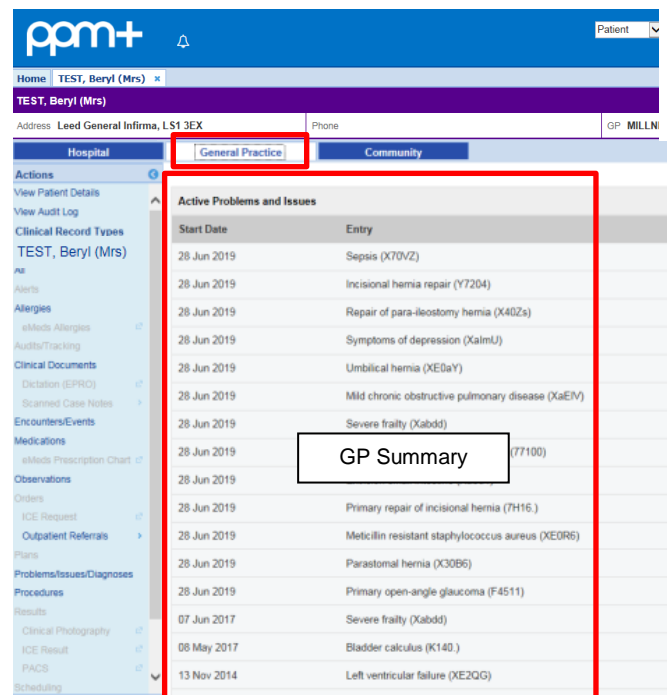 ppm+
Patient
Home TEST, Beryl (Mrs) ×
TEST, Beryl (Mrs)
Address Leed General Infirma, LS1 3EX Phone GP MILLN
Hospital General Practice Community
Actions
View Patient Details
View Audit Log
Clinical Record Types
TEST, Beryl (Mrs)
All
Alerts
Allergies
eMeds Allergies
Audits/Tracking
Clinical Documents
Dictation (EPRO)
Scanned Case Notes
Encounters/Events
Medications
eMeds Prescription Chart
Observations
Orders
ICE Request
Outpatient Referrals
Plans
Problems/Issues/Diagnoses
Procedures
Results
Clinical Photography
ICE Result
PACS
Scheduling
Active Problems and Issues
Start Date Entry
28 Jun 2019 Sepsis (X70VZ)
28 Jun 2019 Incisional hernia repair (Y7204)
28 Jun 2019 Repair of para-ileostomy hernia (X40Zs)
28 Jun 2019 Symptoms of depression (XaImU)
28 Jun 2019 Umbilical hernia (XE0aY)
28 Jun 2019 Mild chronic obstructive pulmonary disease (XaEIV)
28 Jun 2019 Severe frailty (Xabdd)
28 Jun 2019 (77100)
GP Summary
28 Jun 2019
28 Jun 2019 Primary repair of incisional hernia (7H16.)
28 Jun 2019 Meticillin resistant staphylococcus aureus (XE0R6)
28 Jun 2019 Parastomal hernia (X30B6)
28 Jun 2019 Primary open-angle glaucoma (F4511)
07 Jun 2017 Severe frailty (Xabdd)
08 May 2017 Bladder calculus (K140.)
13 Nov 2014 Left ventricular failure (XE2QG)